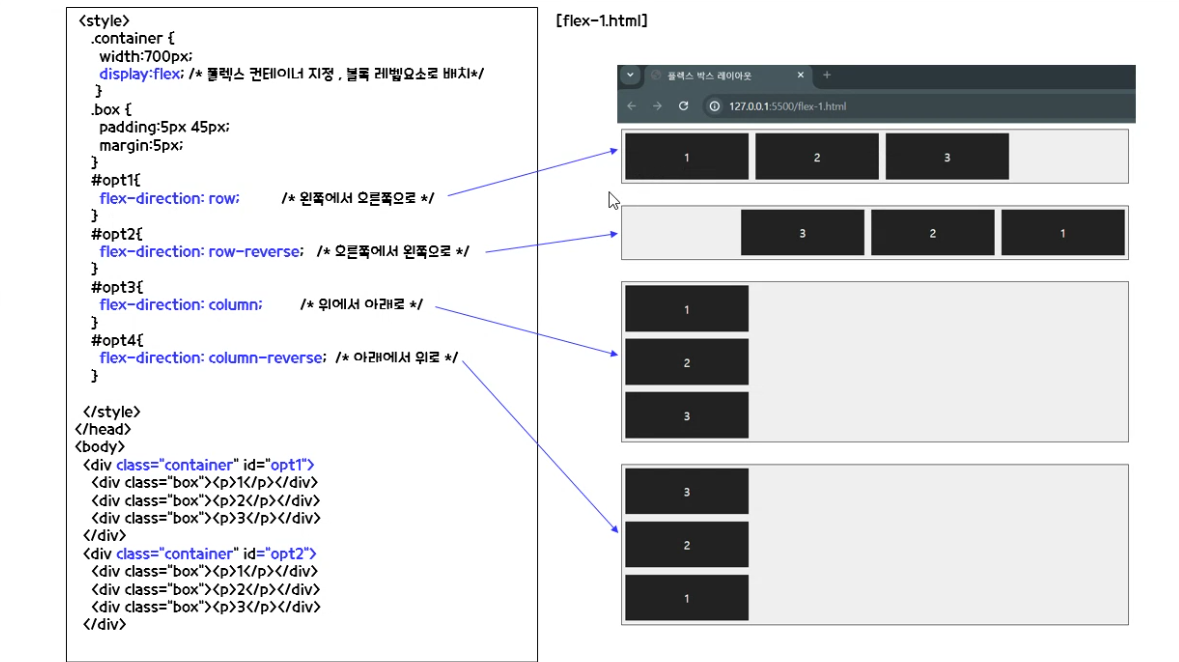 <style>
.container {
width:700px;
display:flex; /* 플렉스 컨테이너 지정 , 블록 레벨요소로 배치*/
}
.box {
padding:5px 45px;
margin:5px;
}
#opt1{
flex-direction: row; /* 왼쪽에서 오른쪽으로 */
}
#opt2{
flex-direction: row-reverse; /* 오른쪽에서 왼쪽으로 */
}
#opt3{
flex-direction: column; /* 위에서 아래로 */
}
#opt4{
flex-direction: column-reverse; /* 아래에서 위로 */
}
</style>
</head>
<body>
<div class="container" id="opt1">
<div class="box"><p>1</p></div>
<div class="box"><p>2</p></div>
<div class="box"><p>3</p></div>
</div>
<div class="container" id="opt2">
<div class="box"><p>1</p></div>
<div class="box"><p>2</p></div>
<div class="box"><p>3</p></div>
</div>
[flex-1.html]
플렉스 박스 레이아웃
127.0.0.1:5500/flex-1.html
1 2 3
3 2 1
1
2
3
3
2
1